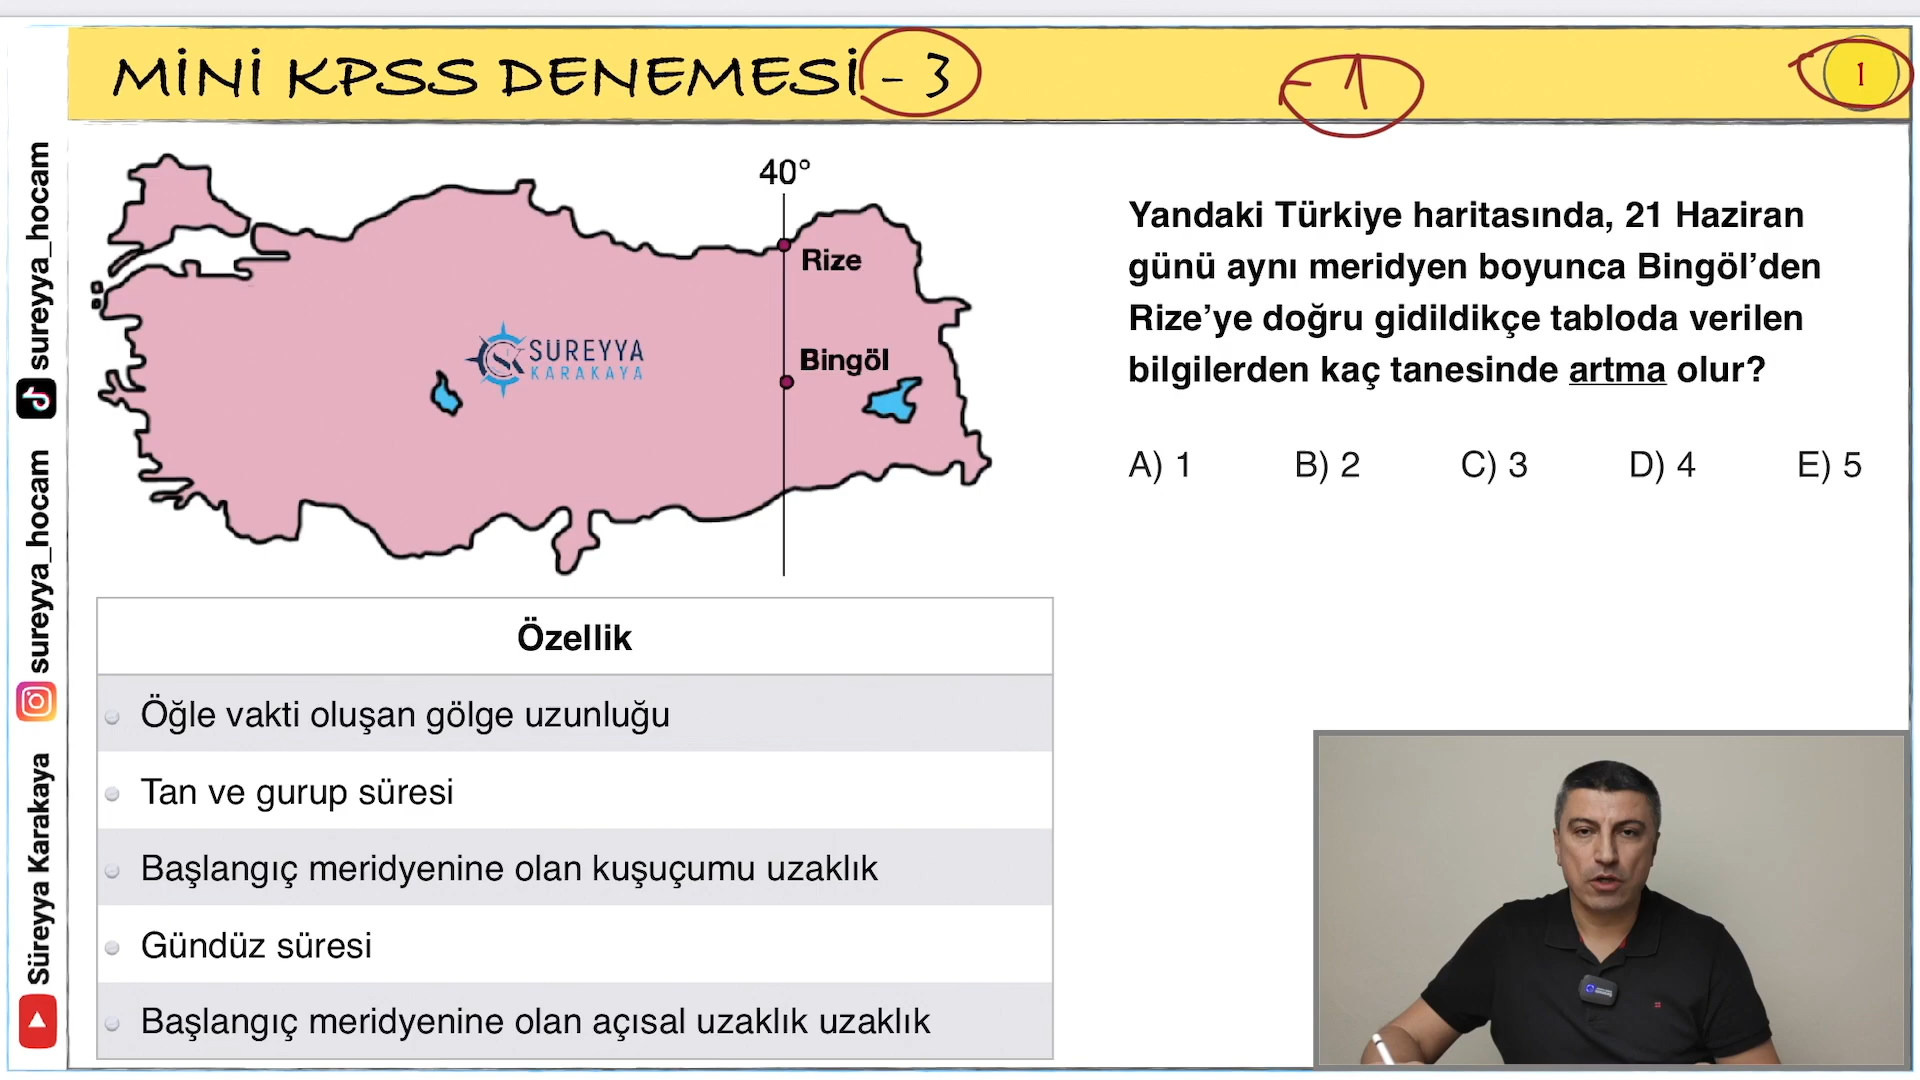 MİNİ KPSS DENEMESİ - 3
1
1
sureyya_hocam
sureyya_hocam
Süreyya Karakaya
40°
Rize
Bingöl
SÜREYYA
KARAKAYA
Yandaki Türkiye haritasında, 21 Haziran
günü aynı meridyen boyunca Bingöl’den
Rize’ye doğru gidildikçe tabloda verilen
bilgilerden kaç tanesinde artma olur?
A) 1 B) 2 C) 3 D) 4 E) 5
Özellik
Öğle vakti oluşan gölge uzunluğu
Tan ve gurup süresi
Başlangıç meridyenine olan kuşuçumu uzaklık
Gündüz süresi
Başlangıç meridyenine olan açısal uzaklık uzaklık